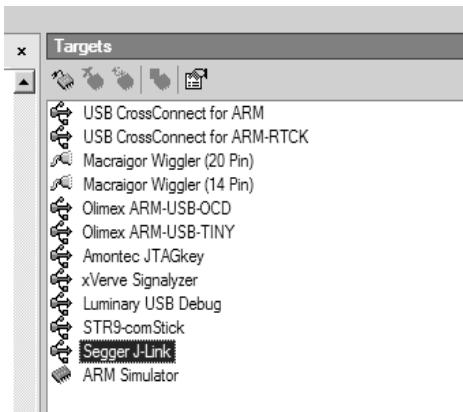 Targets
USB CrossConnect for ARM
USB CrossConnect for ARM-RTCK
Macraigor Wiggler (20 Pin)
Macraigor Wiggler (14 Pin)
Olimex ARM-USB-OCD
Olimex ARM-USB-TINY
Amontec JTAGkey
xVerve Signalyzer
Luminary USB Debug
STR9-comStick
Segger J-Link
ARM Simulator